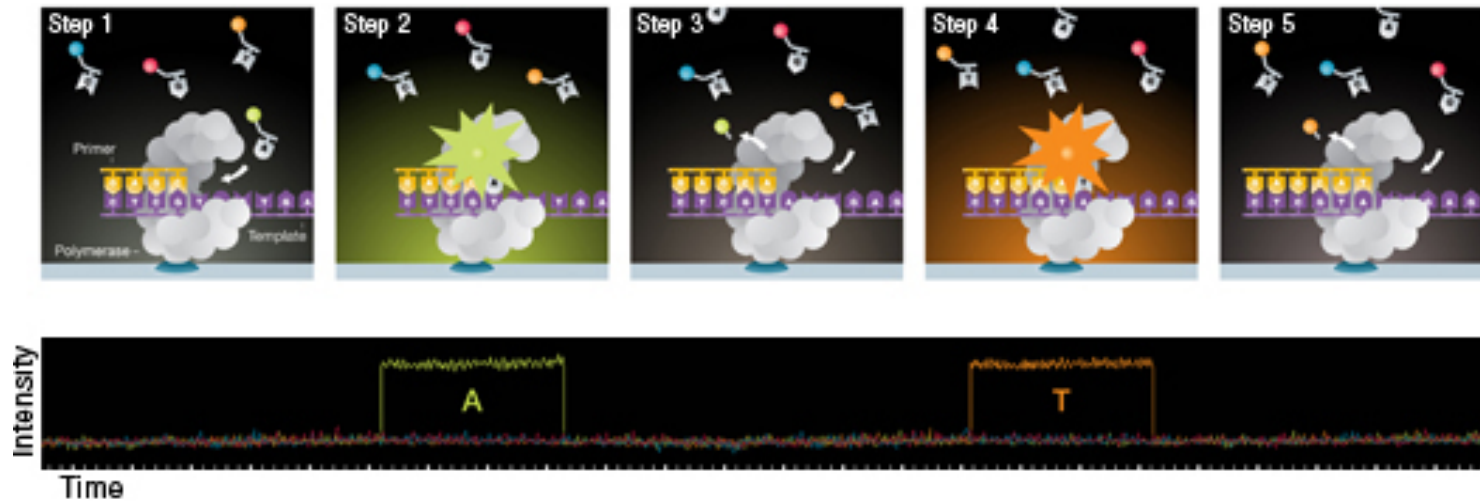 Step 1
Step 2
Step 3
Step 4
Step 5
Primer
Template
Polymerase
Intensity
A
T
Time